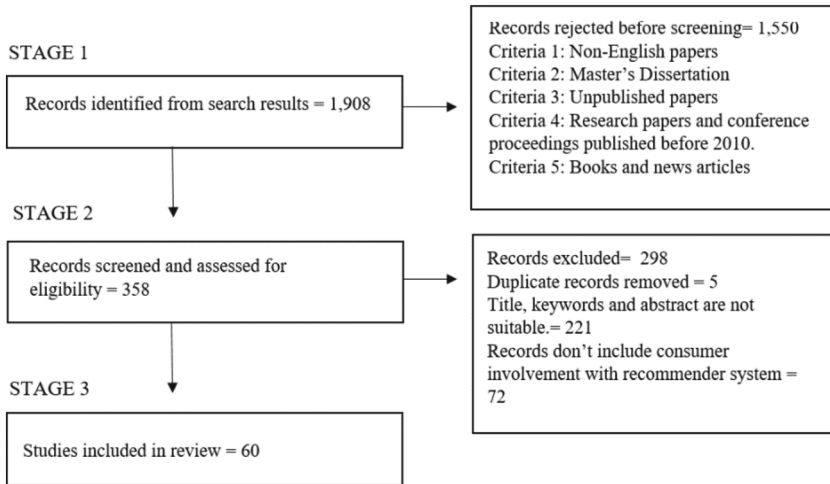 STAGE 1
Records identified from search results = 1,908
Records rejected before screening= 1,550
Criteria 1: Non-English papers
Criteria 2: Master's Dissertation
Criteria 3: Unpublished papers
Criteria 4: Research papers and conference
proceedings published before 2010.
Criteria 5: Books and news articles
STAGE 2
Records screened and assessed for
eligibility = 358
Records excluded= 298
Duplicate records removed = 5
Title, keywords and abstract are not
suitable.= 221
Records don't include consumer
involvement with recommender system =
72
STAGE 3
Studies included in review = 60